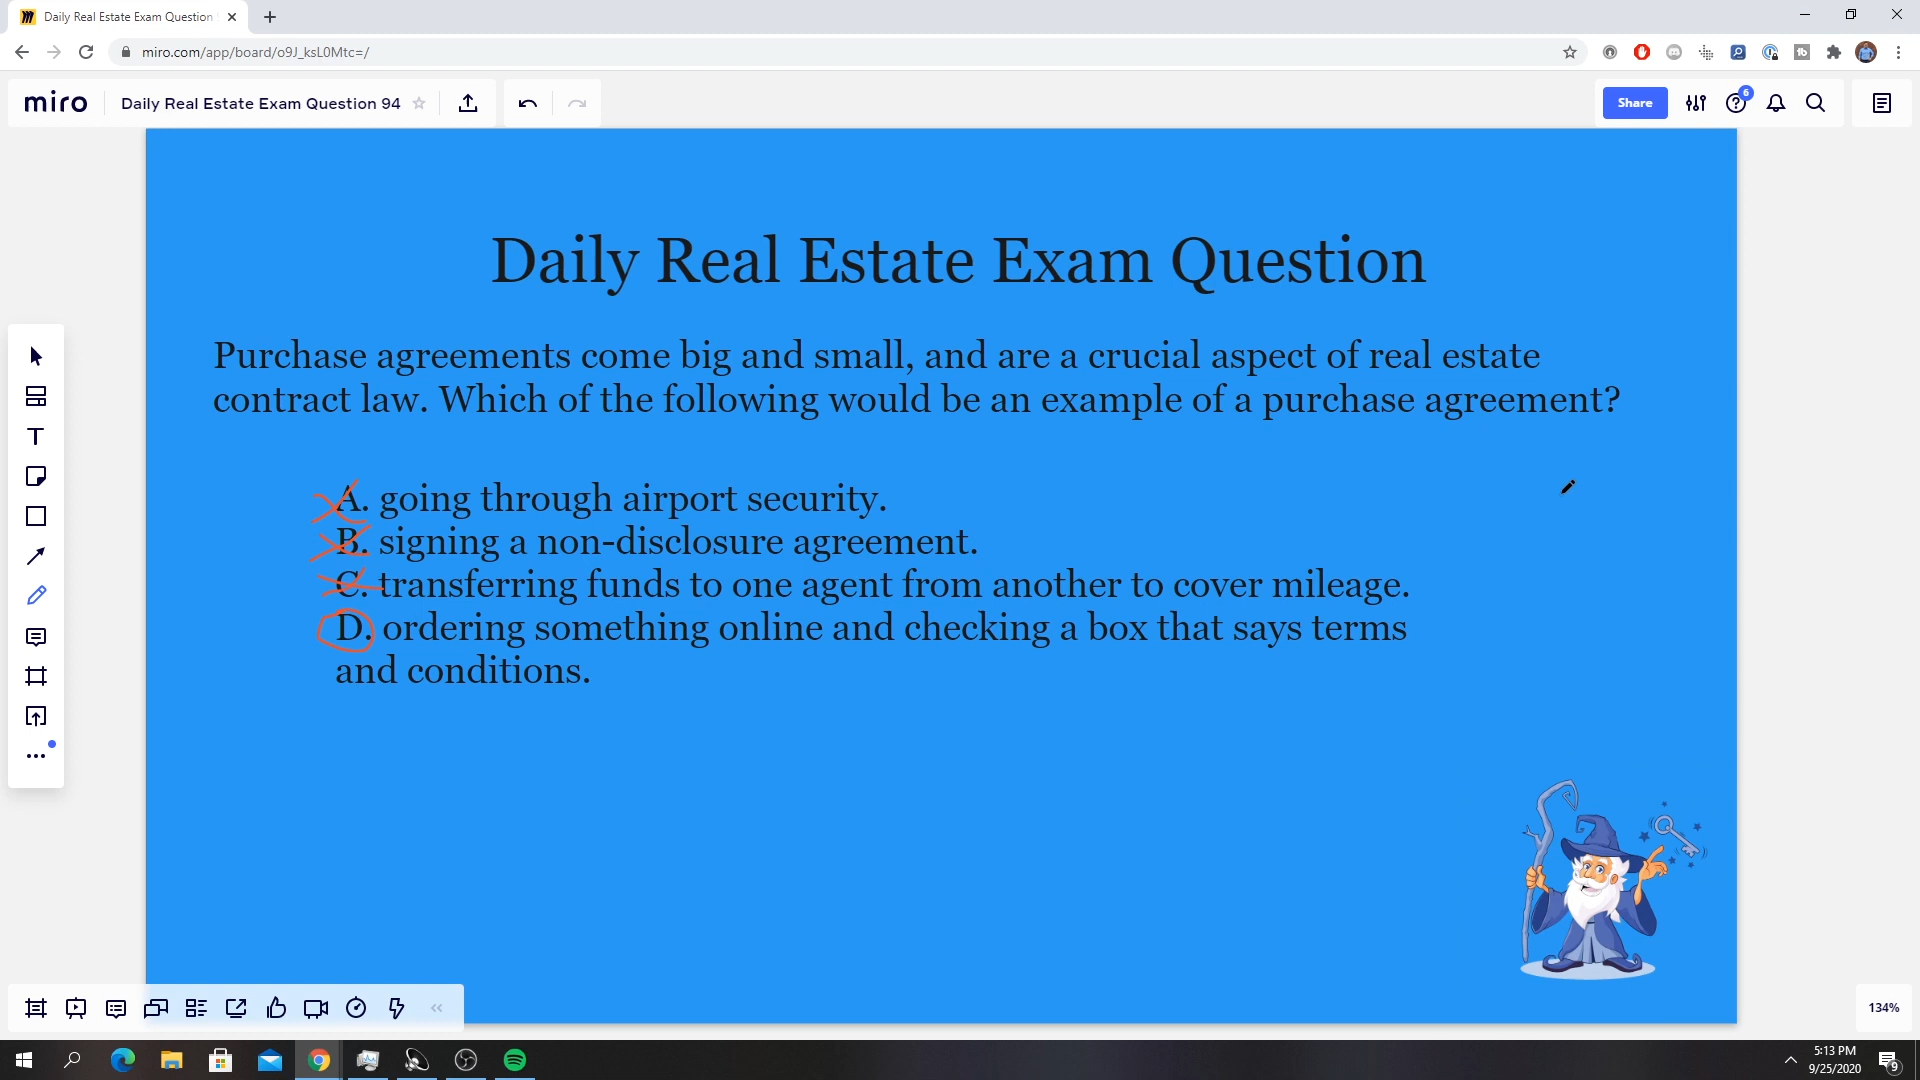 Daily Real Estate Exam Question
miro.com/app/board/o9J_ksL0Mtc=/
miro
Daily Real Estate Exam Question 94
Share
6
Daily Real Estate Exam Question
Purchase agreements come big and small, and are a crucial aspect of real estate
contract law. Which of the following would be an example of a purchase agreement?
A. going through airport security.
B. signing a non-disclosure agreement.
C. transferring funds to one agent from another to cover mileage.
D. ordering something online and checking a box that says terms
and conditions.
134%
5:13 PM
9/25/2020
9